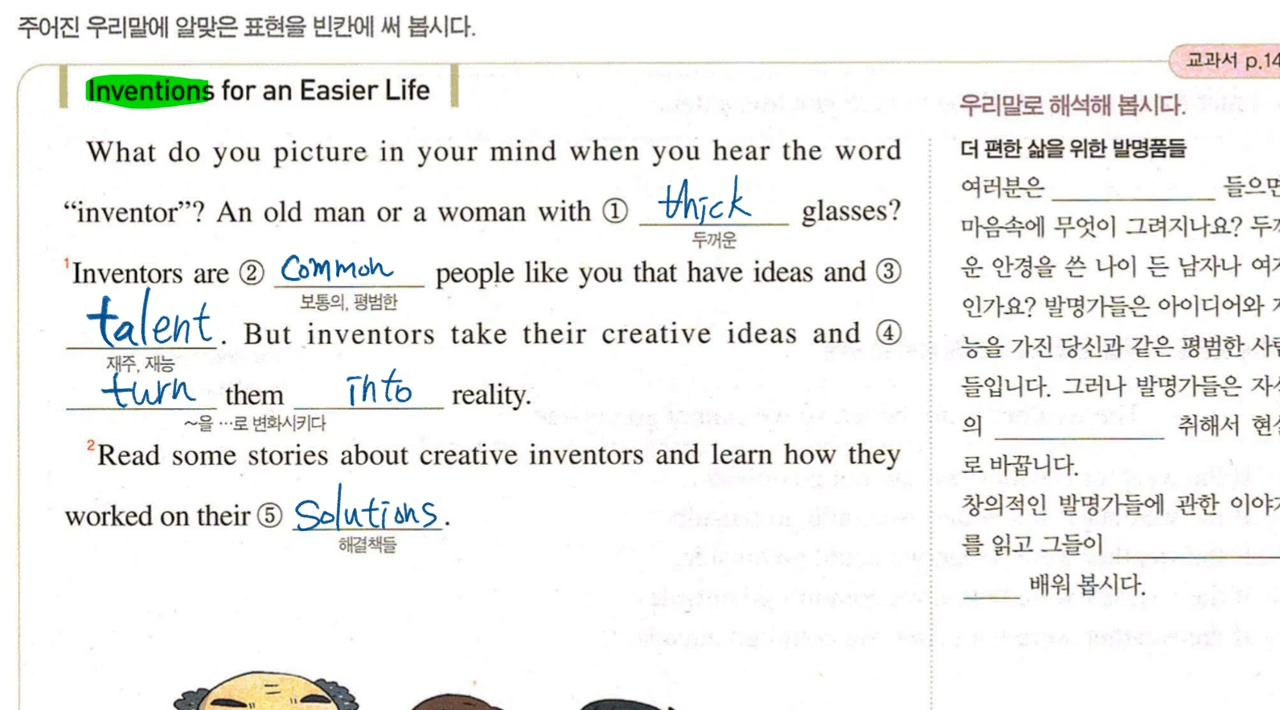 주어진 우리말에 알맞은 표현을 빈칸에 써 봅시다.
교과서 p.14
Inventions for an Easier Life
What do you picture in your mind when you hear the word
“inventor”? An old man or a woman with ① thick glasses?
두꺼운
1Inventors are ② common people like you that have ideas and ③
보통의, 평범한
talent. But inventors take their creative ideas and ④
재주, 재능
turn them into reality.
~을 …로 변화시키다
2Read some stories about creative inventors and learn how they
worked on their ⑤ solutions.
해결책들
우리말로 해석해 봅시다.
더 편한 삶을 위한 발명품들
여러분은 들으면
마음속에 무엇이 그려지나요? 두꺼
운 안경을 쓴 나이 든 남자나 여자
인가요? 발명가들은 아이디어와
능을 가진 당신과 같은 평범한 사람
들입니다. 그러나 발명가들은 자신
의 취해서 현실
로 바꿉니다.
창의적인 발명가들에 관한 이야기
를 읽고 그들이
배워 봅시다.